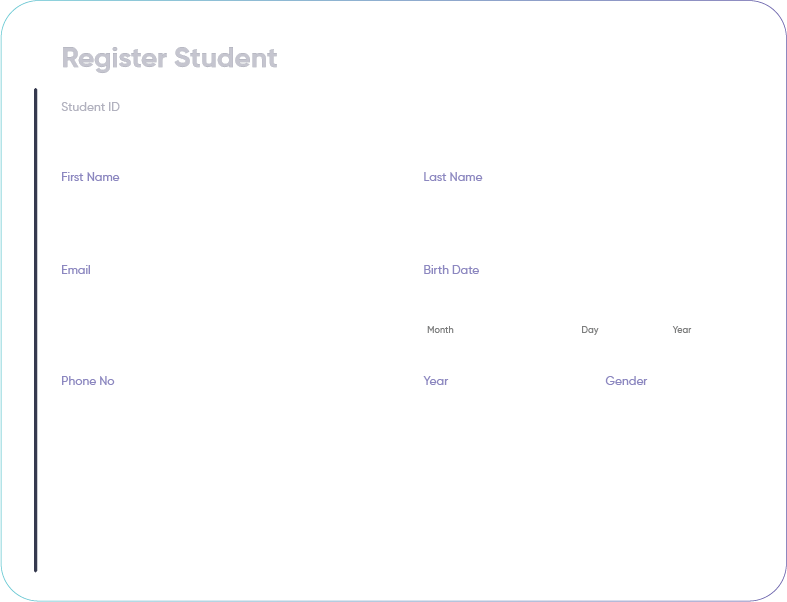 Register Student
Student ID
First Name Last Name
Email Birth Date
Month Day Year
Phone No Year Gender